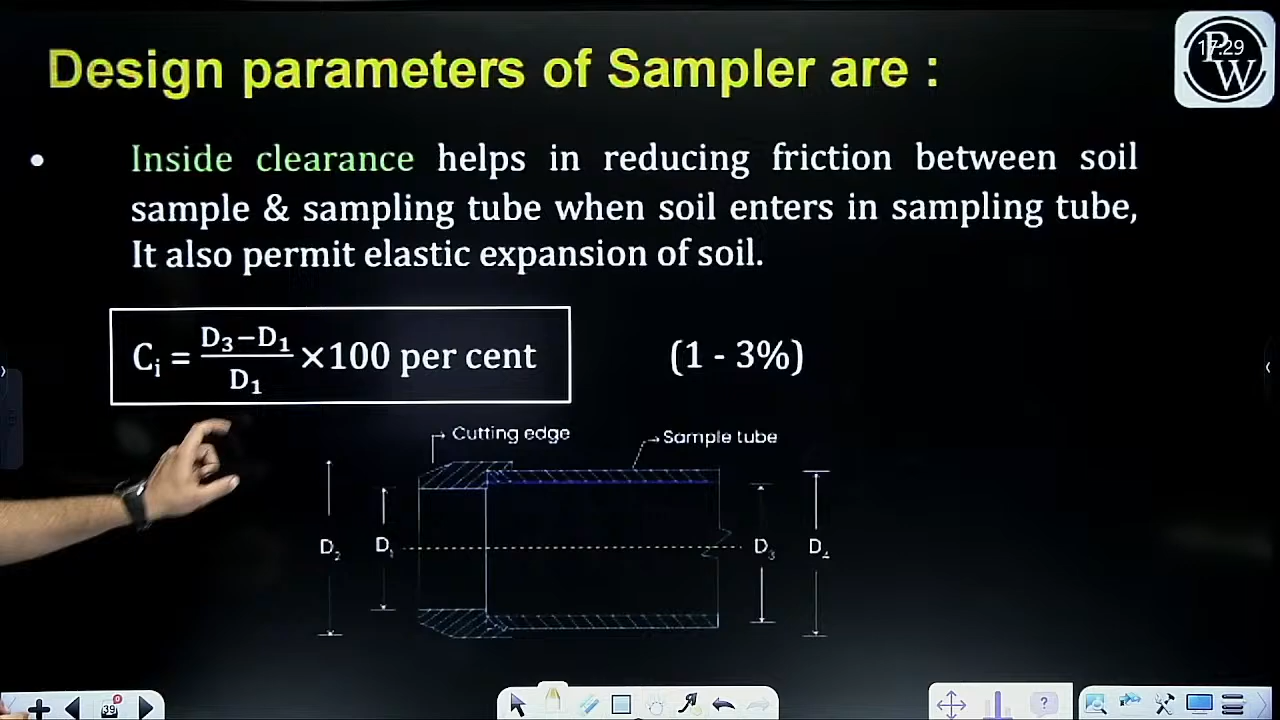 Design parameters of Sampler are :
17:29
PW
• Inside clearance helps in reducing friction between soil
sample & sampling tube when soil enters in sampling tube,
It also permit elastic expansion of soil.
Cᵢ = (D₃−D₁)/D₁ ×100 per cent (1 - 3%)
Cutting edge
Sample tube
D₂ D₁ D₃ D₄
39